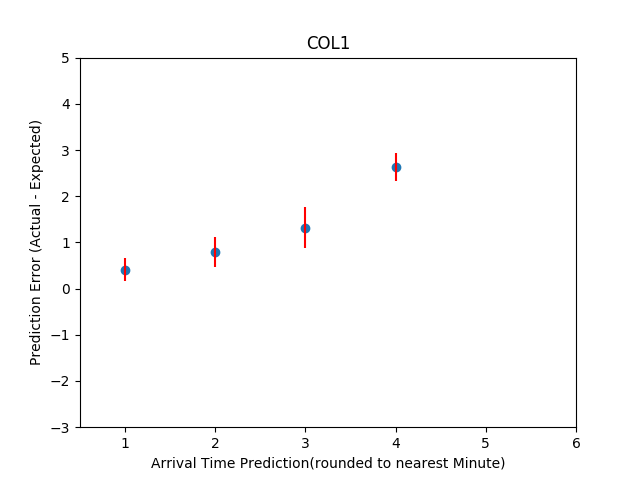 COL1
5
4
3
2
1
0
−1
−2
−3
Prediction Error (Actual - Expected)
1 2 3 4 5 6
Arrival Time Prediction(rounded to nearest Minute)